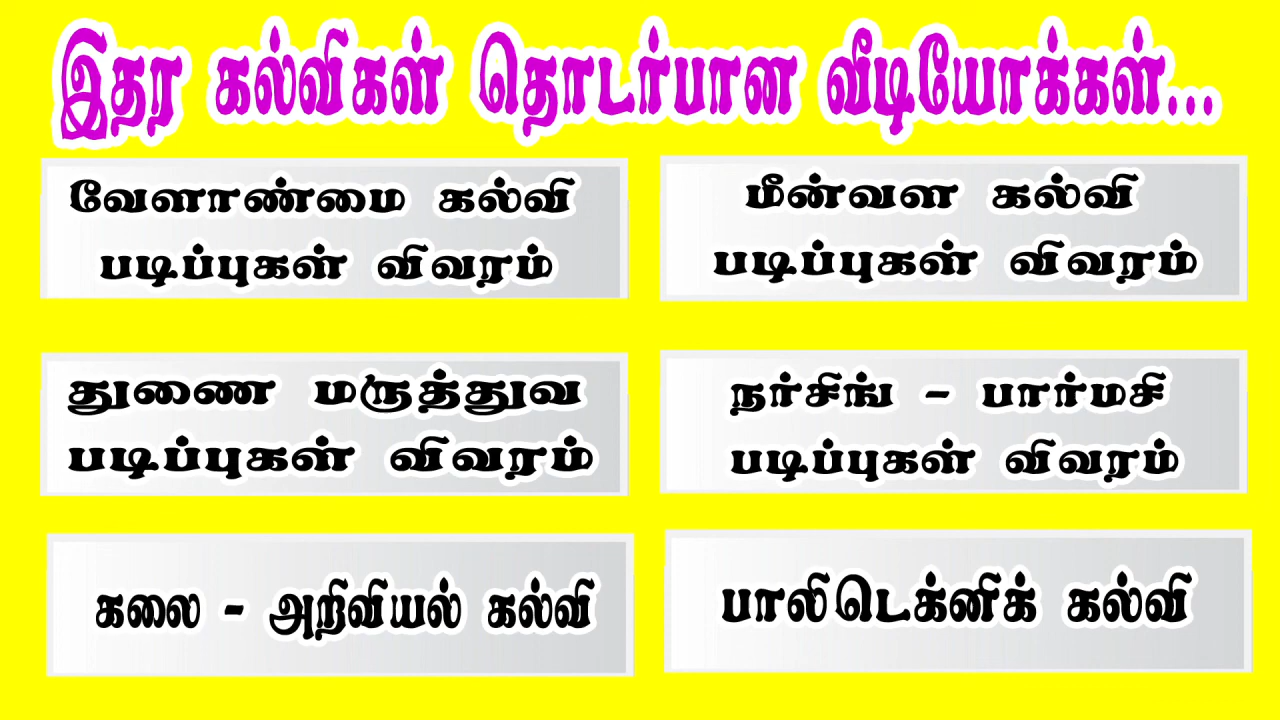 இதர கல்விகள் தொடர்பான வீடியோக்கள்...
வேளாண்மை கல்வி
படிப்புகள் விவரம்
மீன்வள கல்வி
படிப்புகள் விவரம்
துணை மருத்துவ
படிப்புகள் விவரம்
நர்சிங் - பார்மசி
படிப்புகள் விவரம்
கலை - அறிவியல் கல்வி
பாலிடெக்னிக் கல்வி